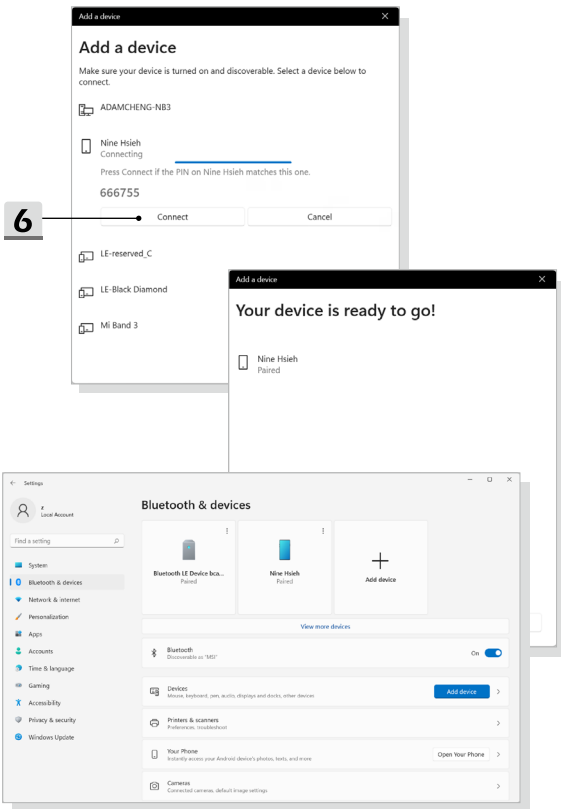 Add a device
Add a device
Make sure your device is turned on and discoverable. Select a device below to
connect.
ADAMCHENG-NB3
Nine Hsieh
Connecting
Press Connect if the PIN on Nine Hsieh matches this one.
666755
6
Connect
Cancel
LE-reserved_C
LE-Black Diamond
Mi Band 3
Add a device
Your device is ready to go!
Nine Hsieh
Paired
Settings
Local Account
Find a setting
System
Bluetooth & devices
Network & internet
Personalization
Apps
Accounts
Time & language
Gaming
Accessibility
Privacy & security
Windows Update
Bluetooth & devices
Bluetooth LE Device bca...
Paired
Nine Hsieh
Paired
Add device
View more devices
Bluetooth
Discoverable as "MSI"
On
Devices
Mouse, keyboard, pen, audio, displays and docks, other devices
Add device
Printers & scanners
Preferences, troubleshoot
Your Phone
Instantly access your Android device's photos, texts, and more
Open Your Phone
Cameras
Connected cameras, default image settings